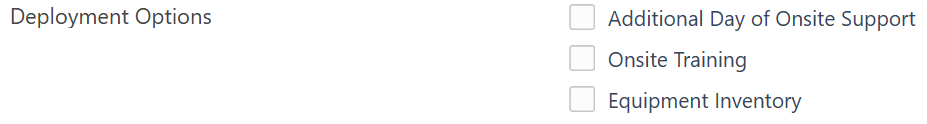 Deployment Options
Additional Day of Onsite Support
Onsite Training
Equipment Inventory